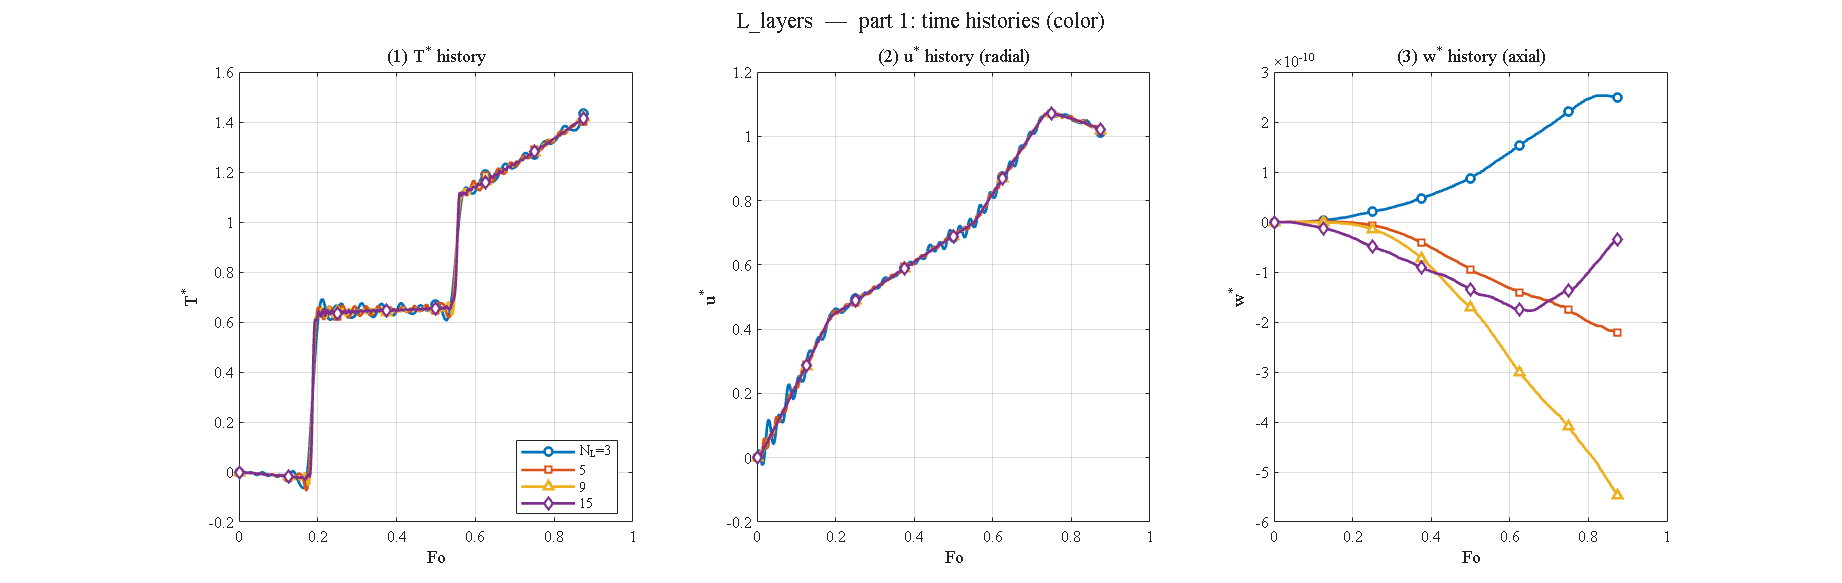 L_layers — part 1: time histories (color)
(1) T* history
1.6
1.4
1.2
1
0.8
0.6
0.4
0.2
0
-0.2
T*
0 0.2 0.4 0.6 0.8 1
Fo
N_L=3
5
9
15
(2) u* history (radial)
1.2
1
0.8
0.6
0.4
0.2
0
-0.2
u*
0 0.2 0.4 0.6 0.8 1
Fo
(3) w* history (axial)
×10⁻¹⁰
3
2
1
0
-1
-2
-3
-4
-5
-6
w*
0 0.2 0.4 0.6 0.8 1
Fo